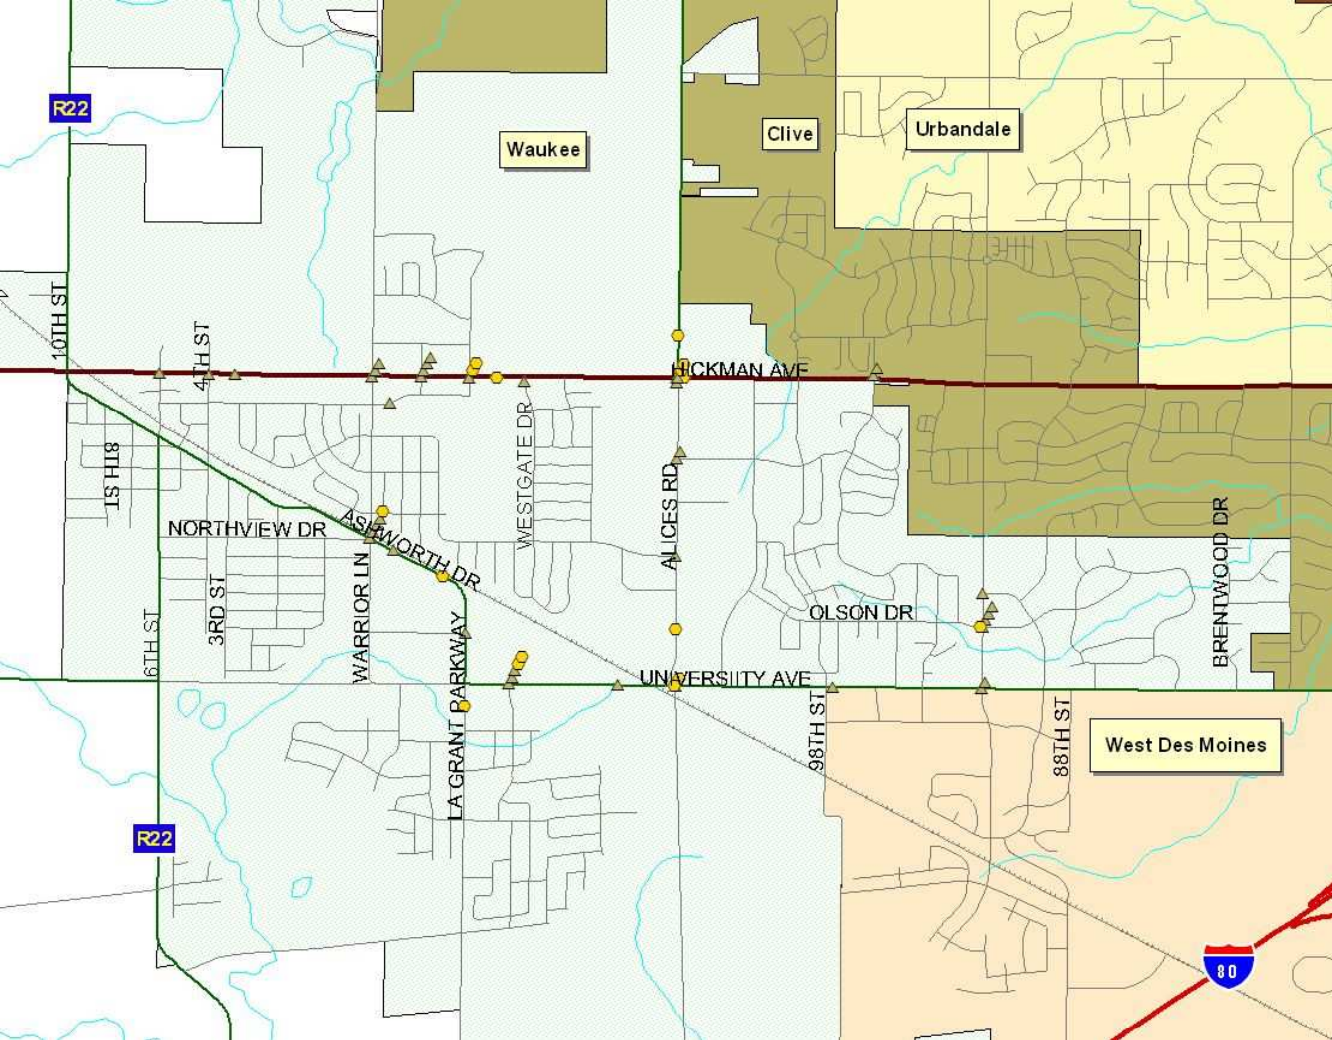 R22
Waukee
Clive
Urbandale
10TH ST
4TH ST
HICKMAN AVE
8TH ST
WESTGATE DR
ALICES RD
NORTHVIEW DR
ASHWORTH DR
BRENTWOOD DR
WARRIOR LN
3RD ST
6TH ST
OLSON DR
LA GRANT PARKWAY
UNIVERSIITY AVE
98TH ST
88TH ST
West Des Moines
R22
80